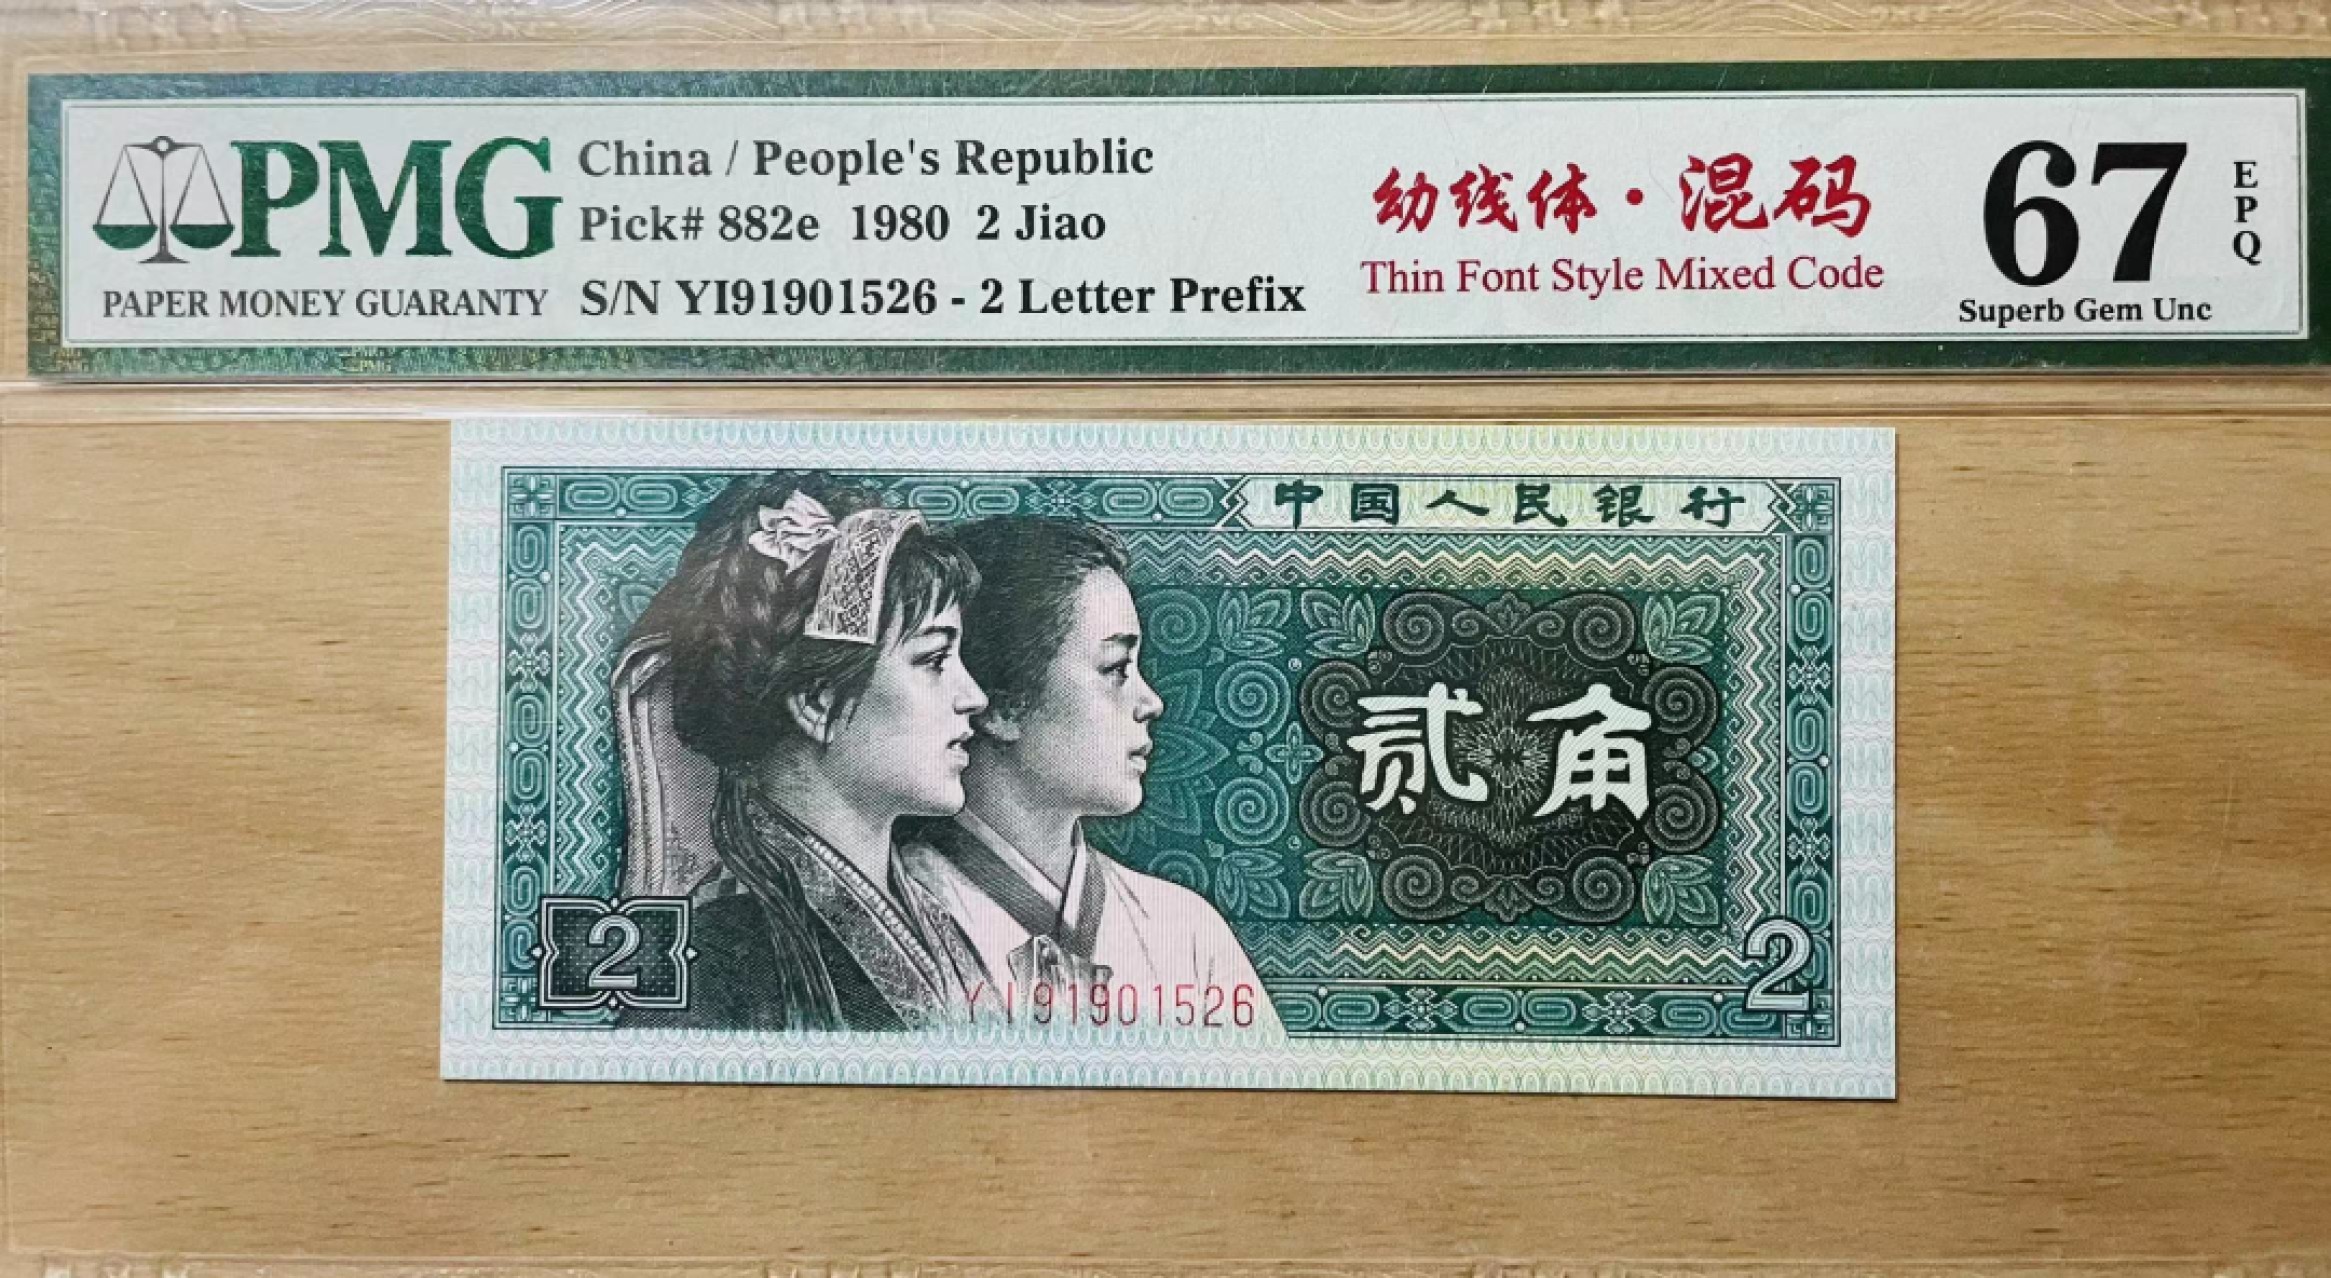 PMG
PAPER MONEY GUARANTY
China / People's Republic
Pick# 882e 1980 2 Jiao
S/N YI91901526 - 2 Letter Prefix
幼线体·混码
Thin Font Style Mixed Code
67
EPQ
Superb Gem Unc
中国人民银行
贰角
2
2
YI91901526